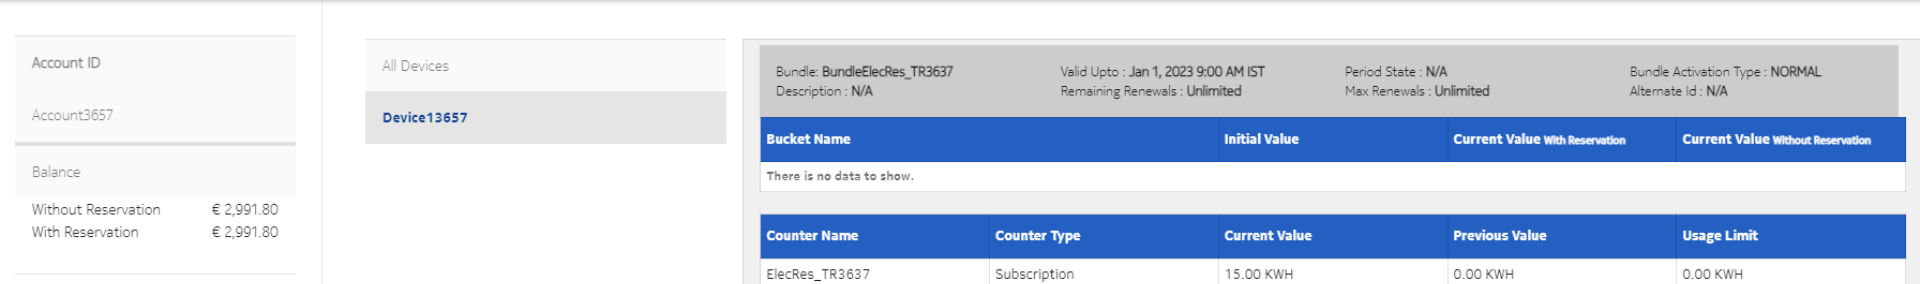 Account ID
Account3657
Balance
Without Reservation € 2,991.80
With Reservation € 2,991.80
All Devices
Device13657
Bundle: BundleElecRes_TR3637 Valid Upto : Jan 1, 2023 9:00 AM IST Period State : N/A Bundle Activation Type : NORMAL
Description : N/A Remaining Renewals : Unlimited Max Renewals : Unlimited Alternate Id : N/A
Bucket Name Initial Value Current Value With Reservation Current Value Without Reservation
There is no data to show.
Counter Name Counter Type Current Value Previous Value Usage Limit
ElecRes_TR3637 Subscription 15.00 KWH 0.00 KWH 0.00 KWH